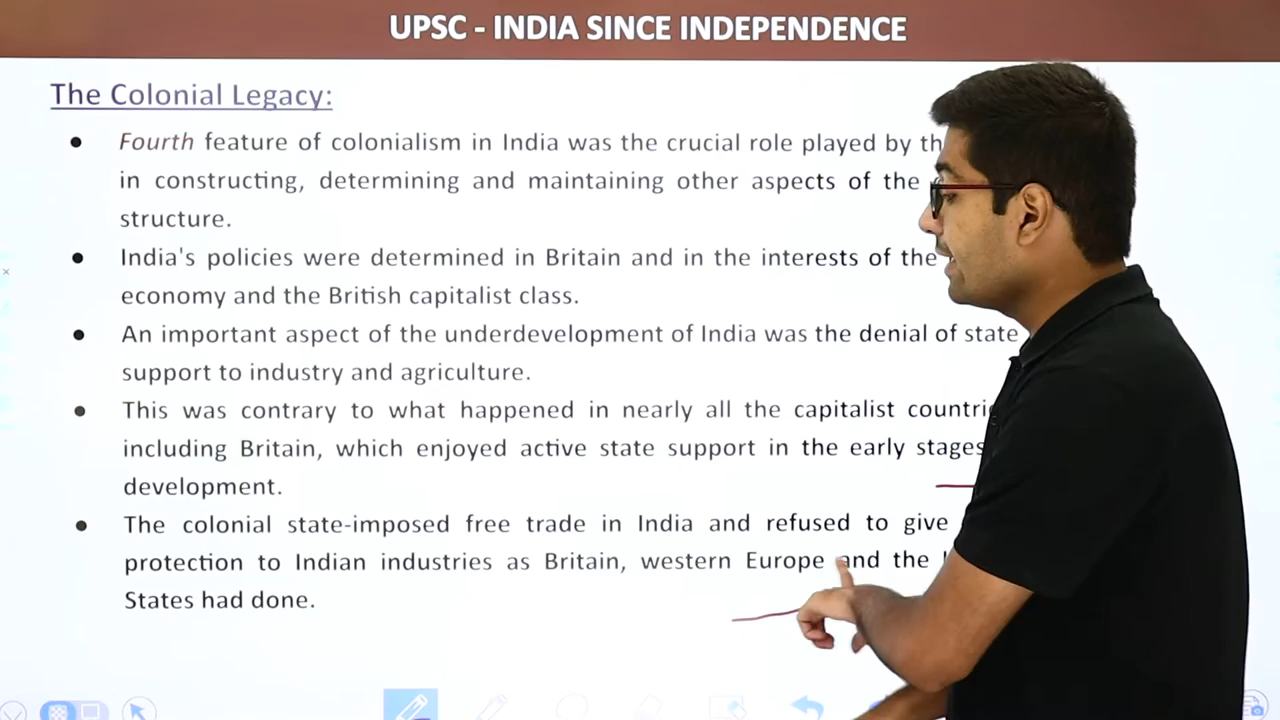 UPSC - INDIA SINCE INDEPENDENCE
The Colonial Legacy:
● Fourth feature of colonialism in India was the crucial role played by
in constructing, determining and maintaining other aspects of the
structure.
● India's policies were determined in Britain and in the interests of the
economy and the British capitalist class.
● An important aspect of the underdevelopment of India was the denial of state
support to industry and agriculture.
● This was contrary to what happened in nearly all the capitalist
including Britain, which enjoyed active state support in the early stages
development.
● The colonial state-imposed free trade in India and refused to give
protection to Indian industries as Britain, western Europe and the
States had done.